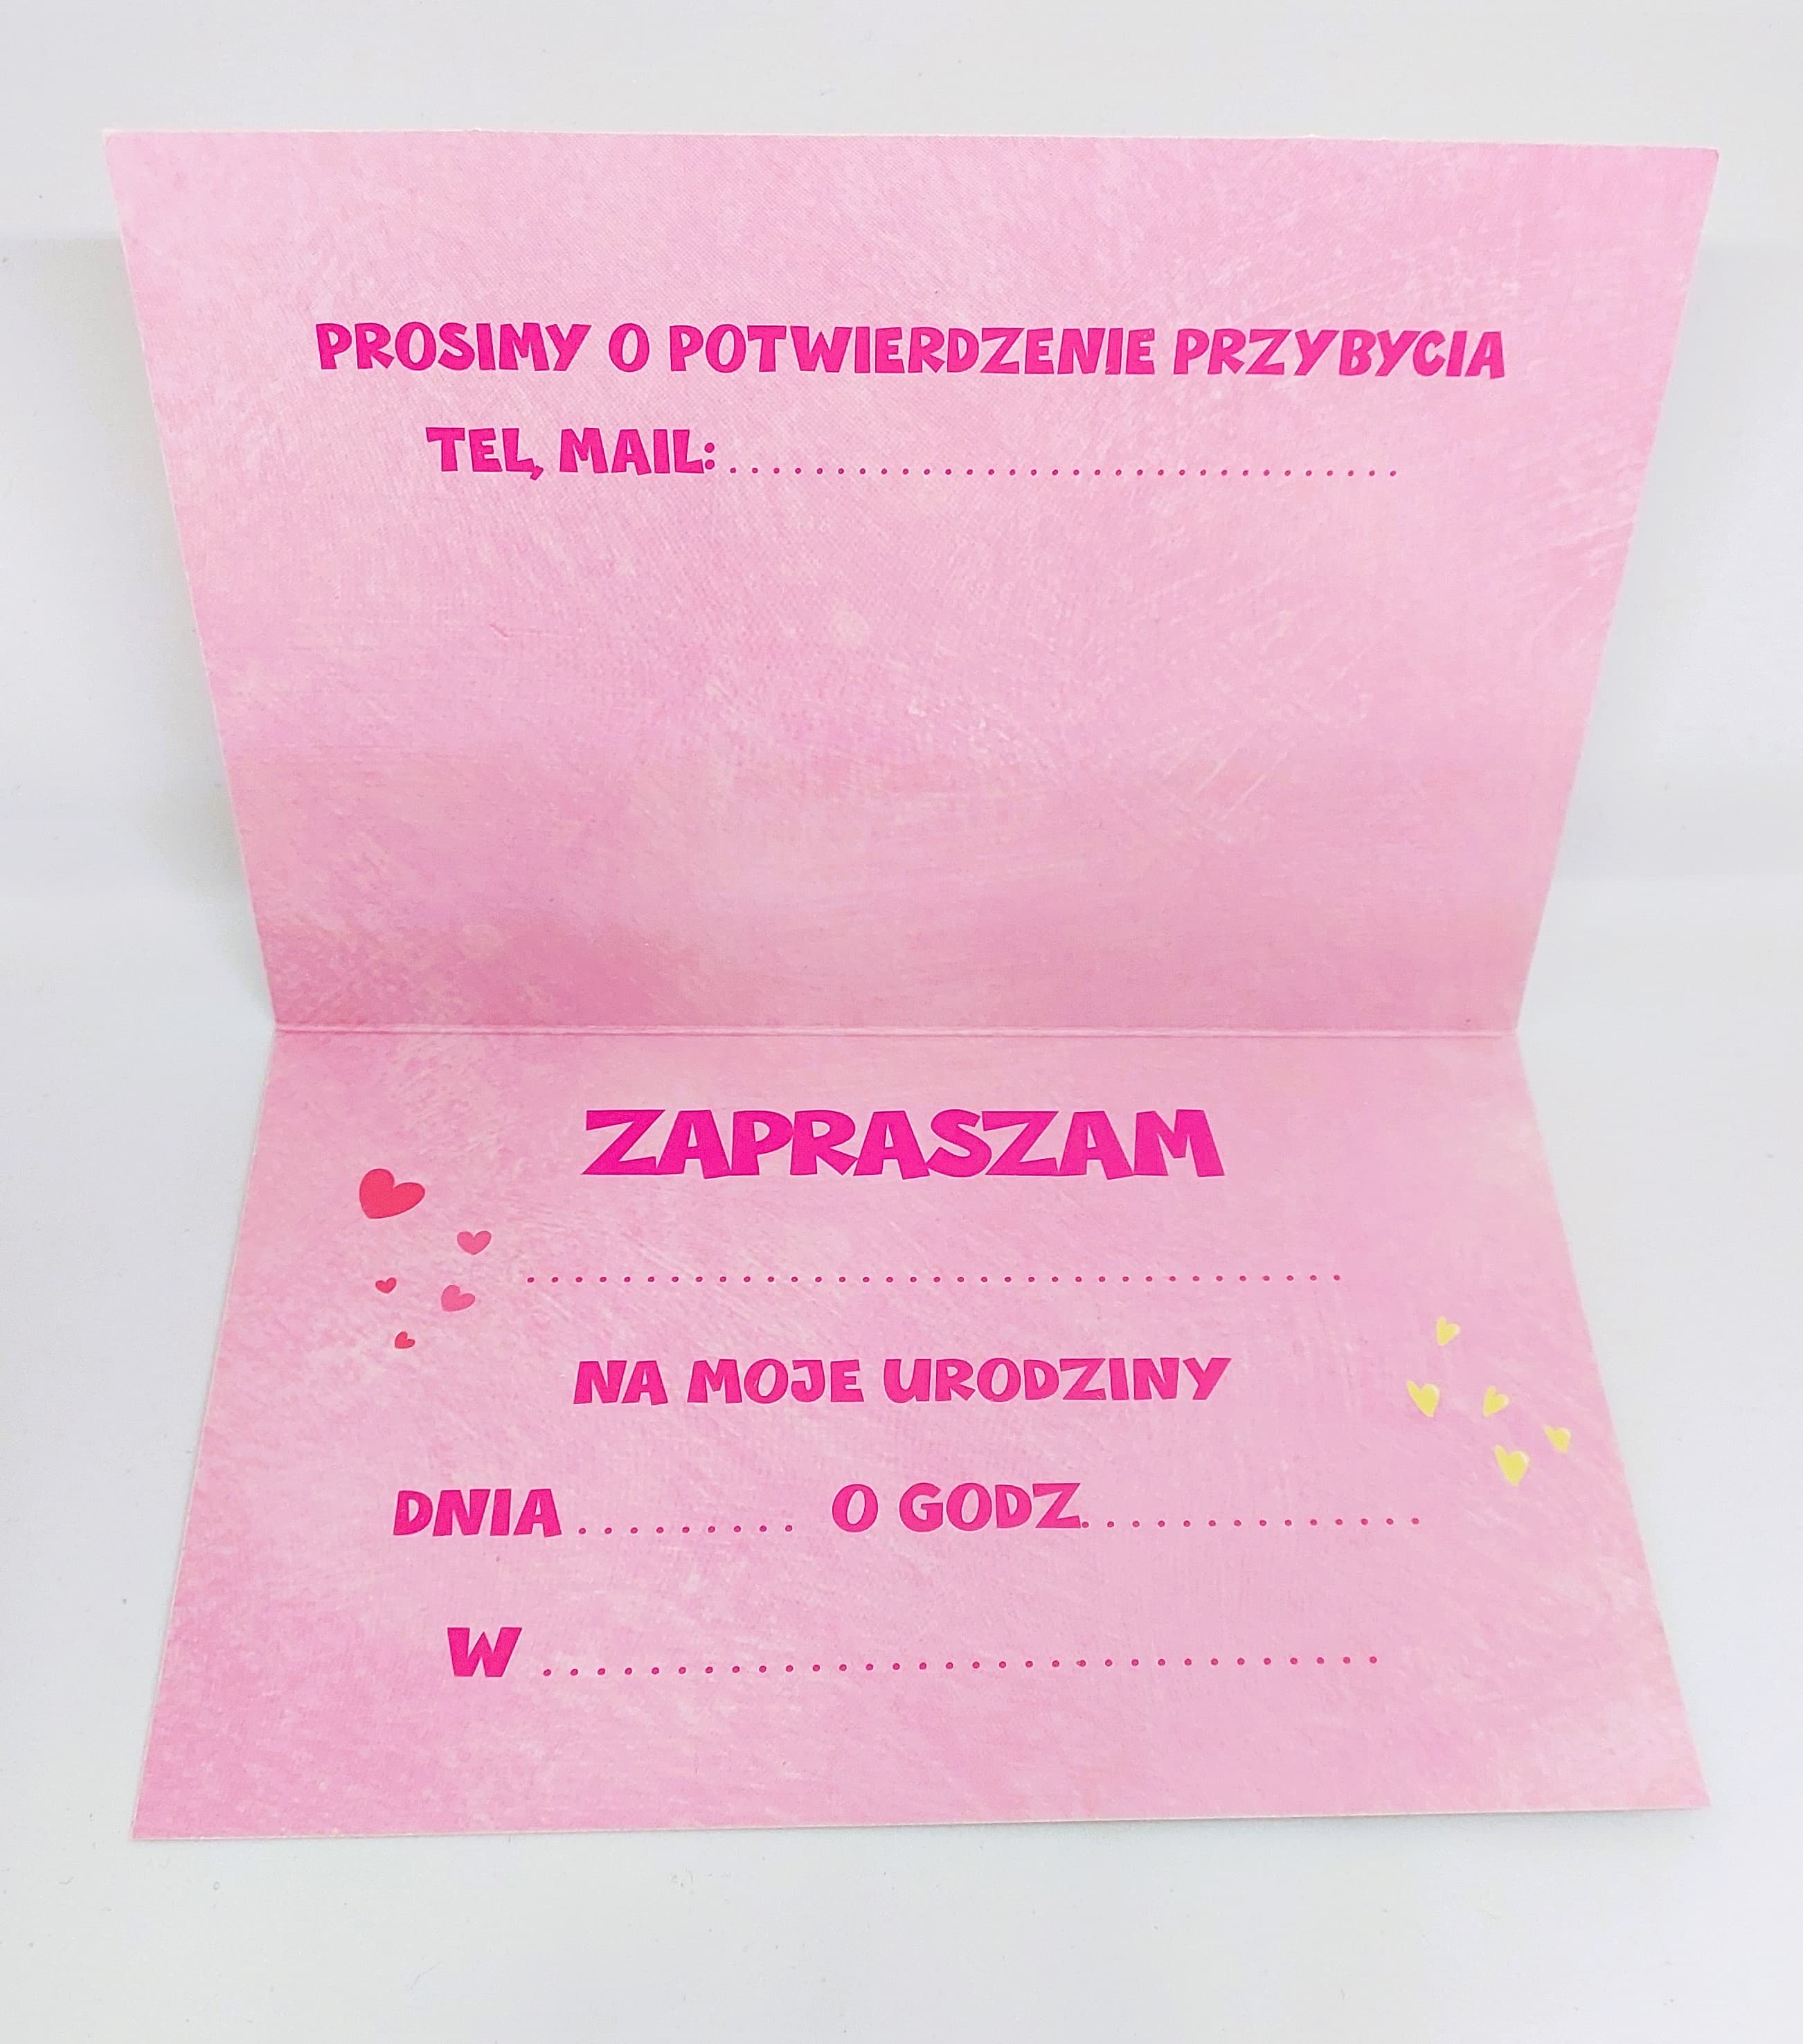 PROSIMY O POTWIERDZENIE PRZYBYCIA
TEL, MAIL:................................
ZAPRASZAM
...................................
NA MOJE URODZINY
DNIA......... O GODZ..............
W ...............................